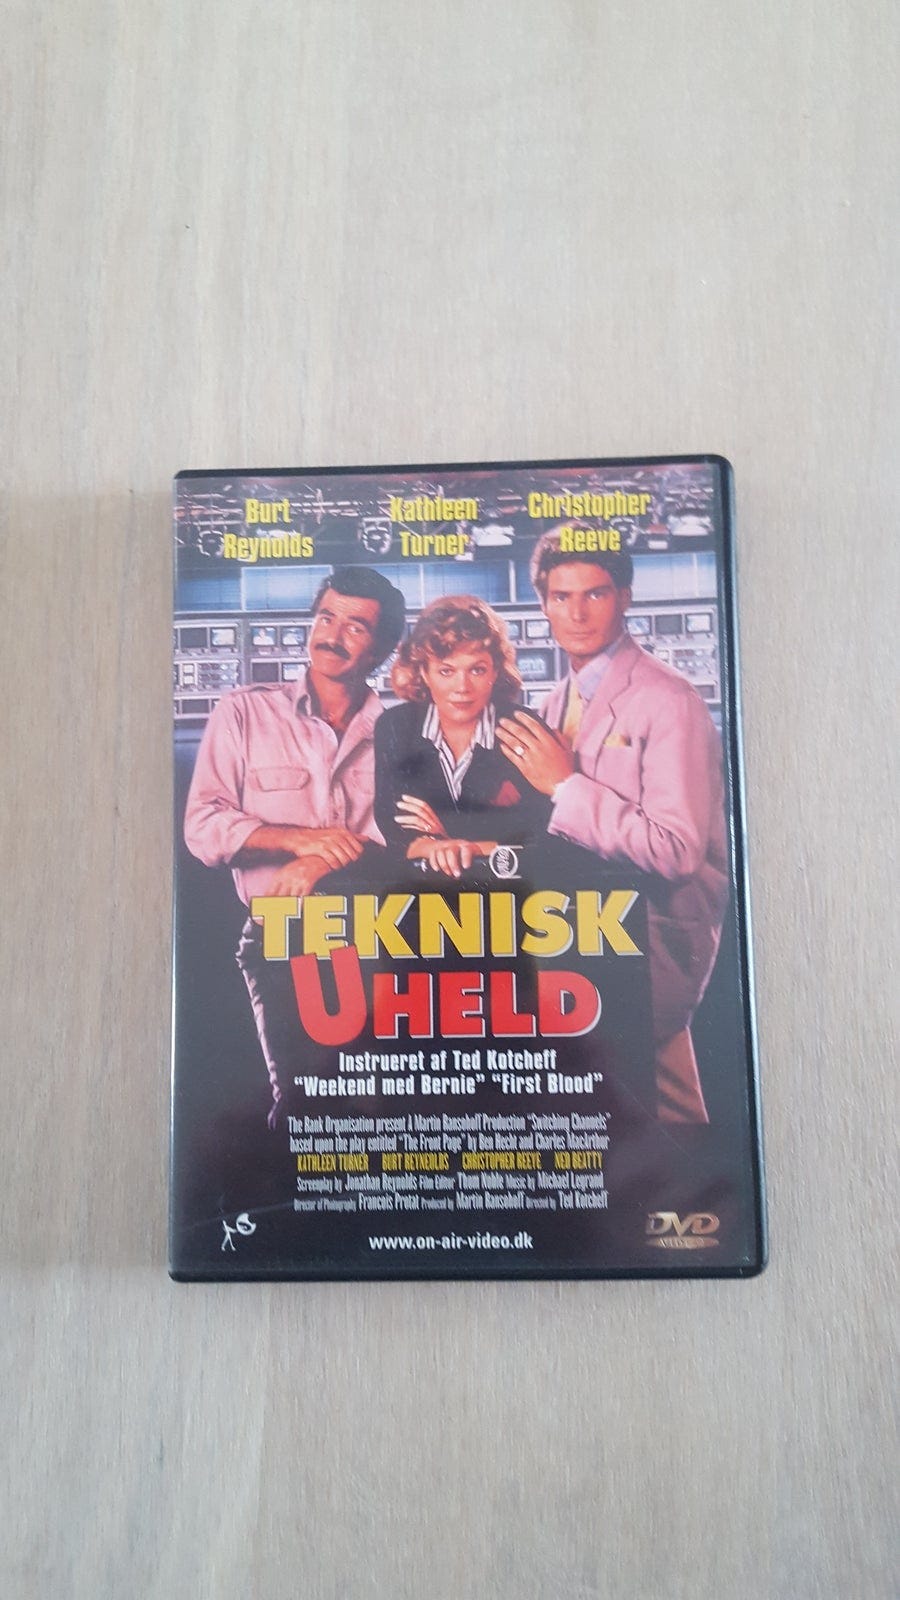 Burt Reynolds
Kathleen Turner
Christopher Reeve
TEKNISK
UHELD
Instrueret af Ted Kotcheff
"Weekend med Bernie" "First Blood"
The Rank Organisation present A Martin Ransohoff Production "Switching Channels"
based upon the play entitled "The Front Page" by Ben Hecht and Charles MacArthur
KATHLEEN TURNER BURT REYNOLDS CHRISTOPHER REEVE NED BEATTY
Screenplay by Jonathan Reynolds Film Editor Thom Noble Music by Michael Legrand
Director of Photography Francois Protat Produced by Martin Ransohoff Directed by Ted Kotcheff
www.on-air-video.dk
DVD
VIDEO